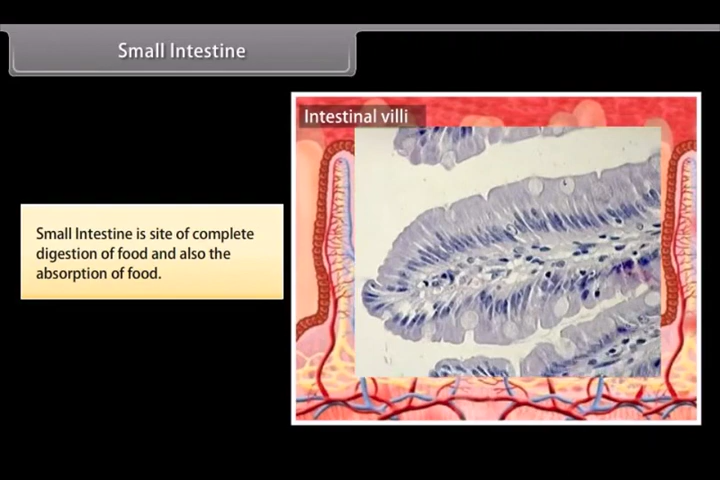 Small Intestine
Intestinal villi
Small Intestine is site of complete
digestion of food and also the
absorption of food.